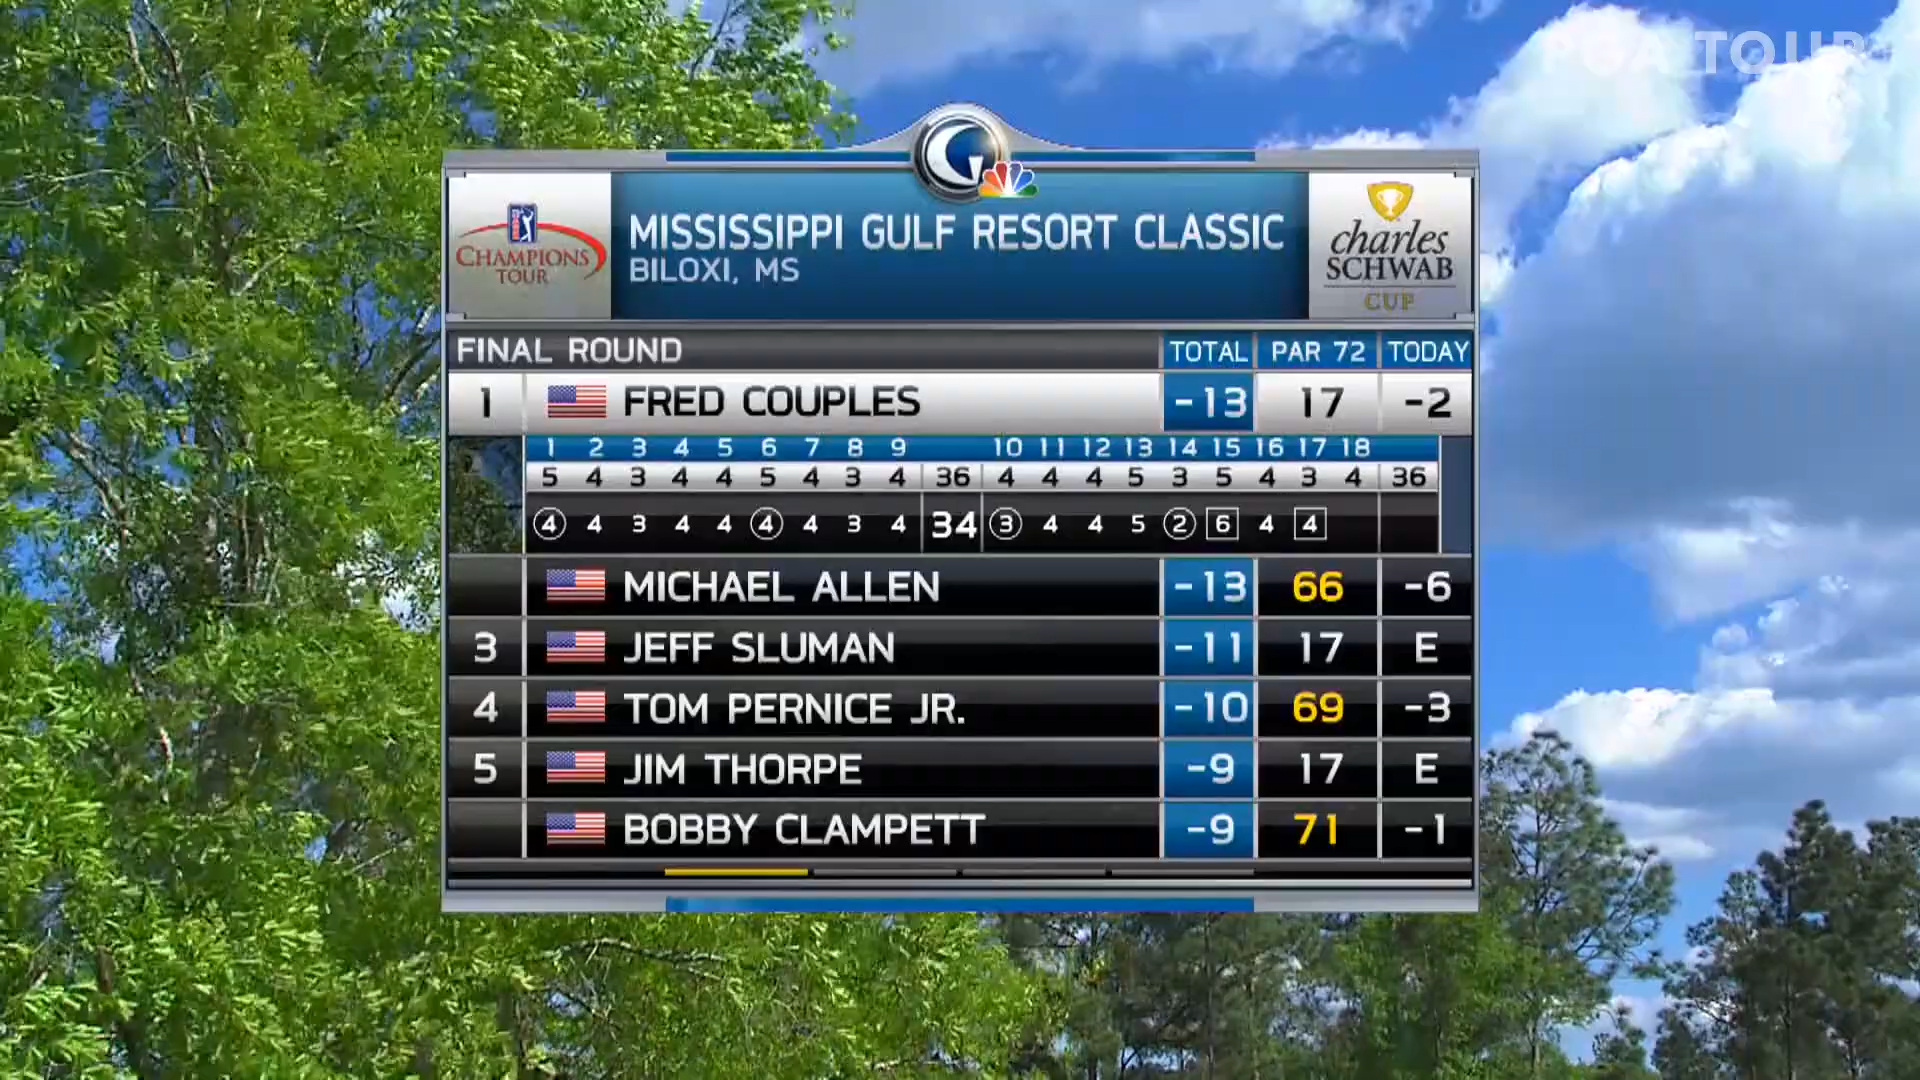 PGA TOUR
MISSISSIPPI GULF RESORT CLASSIC
BILOXI, MS
CHAMPIONS
TOUR
charles
SCHWAB
CUP
FINAL ROUND TOTAL PAR 72 TODAY
1 FRED COUPLES -13 17 -2
1 2 3 4 5 6 7 8 9 10 11 12 13 14 15 16 17 18
5 4 3 4 4 5 4 3 4 36 4 4 4 5 3 5 4 3 4 36
4 4 3 4 4 4 4 3 4 34 3 4 4 5 2 6 4 4
MICHAEL ALLEN -13 66 -6
3 JEFF SLUMAN -11 17 E
4 TOM PERNICE JR. -10 69 -3
5 JIM THORPE -9 17 E
BOBBY CLAMPETT -9 71 -1